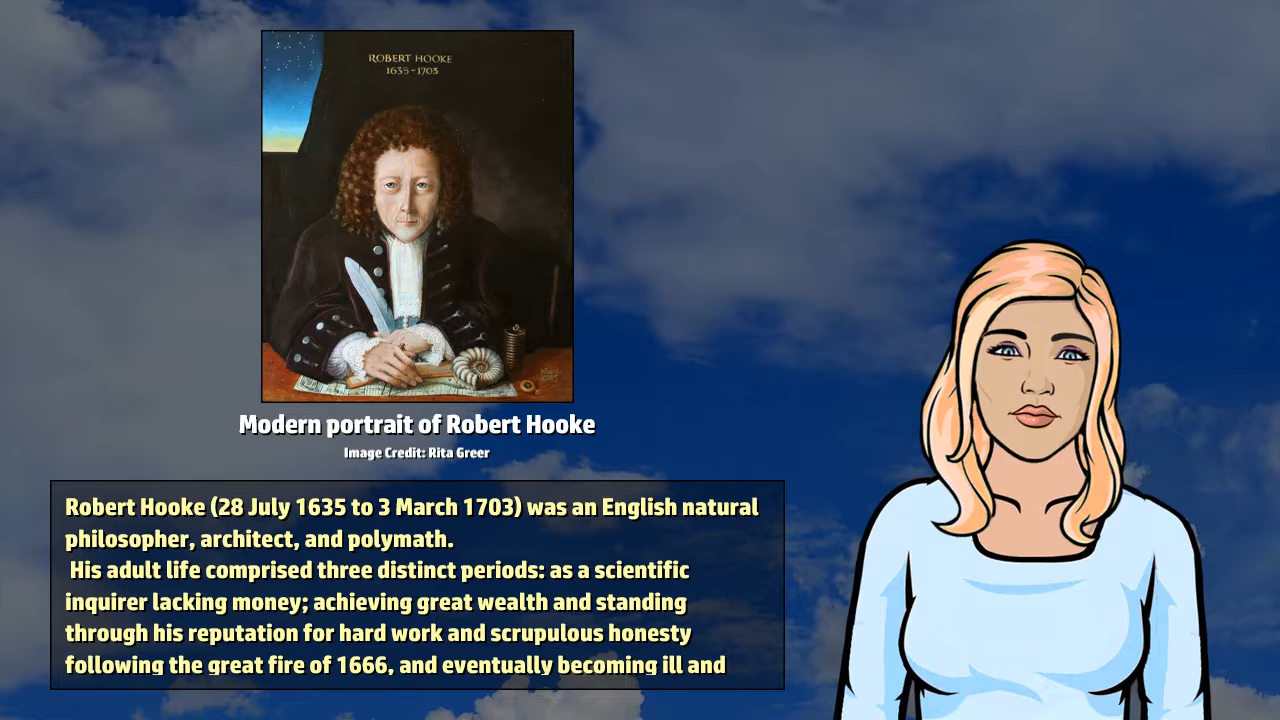 ROBERT HOOKE
1635-1703
Modern portrait of Robert Hooke
Image Credit: Rita Greer
Robert Hooke (28 July 1635 to 3 March 1703) was an English natural
philosopher, architect, and polymath.
His adult life comprised three distinct periods: as a scientific
inquirer lacking money; achieving great wealth and standing
through his reputation for hard work and scrupulous honesty
following the great fire of 1666, and eventually becoming ill and